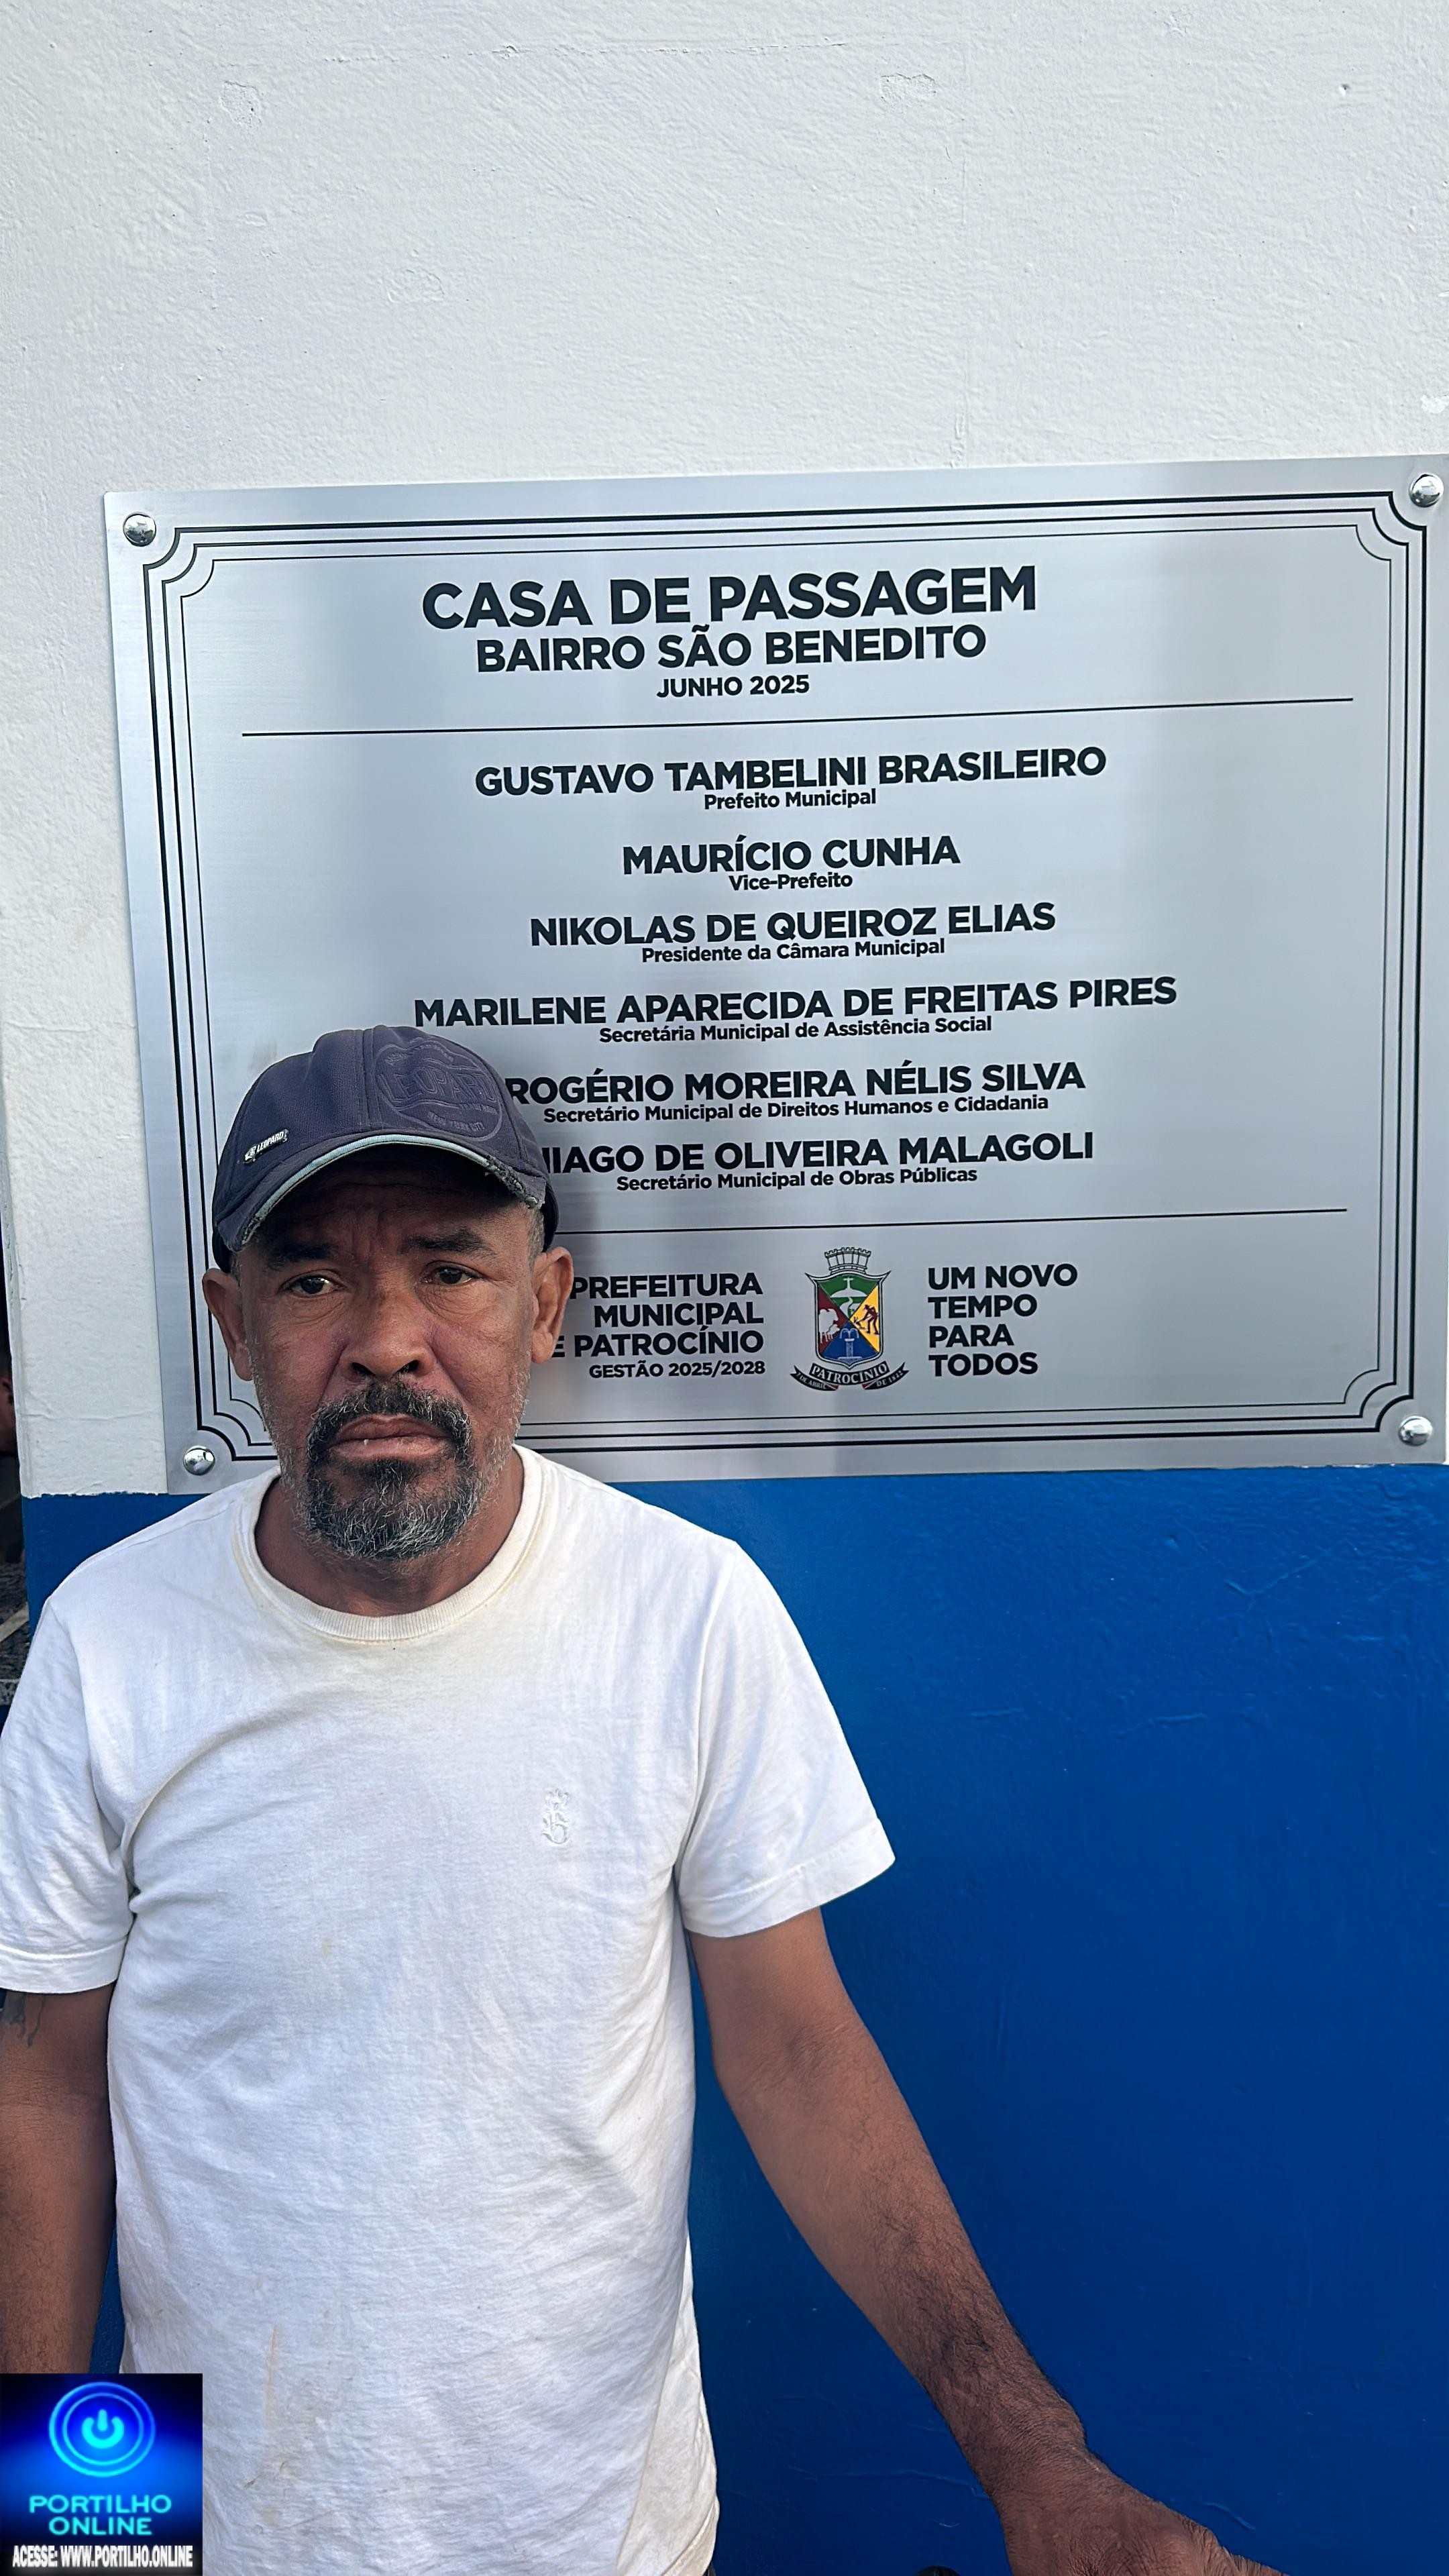 CASA DE PASSAGEM
BAIRRO SÃO BENEDITO
JUNHO 2025
GUSTAVO TAMBELINI BRASILEIRO
Prefeito Municipal
MAURÍCIO CUNHA
Vice-Prefeito
NIKOLAS DE QUEIROZ ELIAS
Presidente da Câmara Municipal
MARILENE APARECIDA DE FREITAS PIRES
Secretária Municipal de Assistência Social
ROGÉRIO MOREIRA NÉLIS SILVA
Secretário Municipal de Direitos Humanos e Cidadania
IAGO DE OLIVEIRA MALAGOLI
Secretário Municipal de Obras Públicas
PREFEITURA
MUNICIPAL
E PATROCÍNIO
GESTÃO 2025/2028
PATROCÍNIO
UM NOVO
TEMPO
PARA
TODOS
LEOPARD
LEOPARD
PORTILHO
ONLINE
ACESSE: WWW.PORTILHO.ONLINE